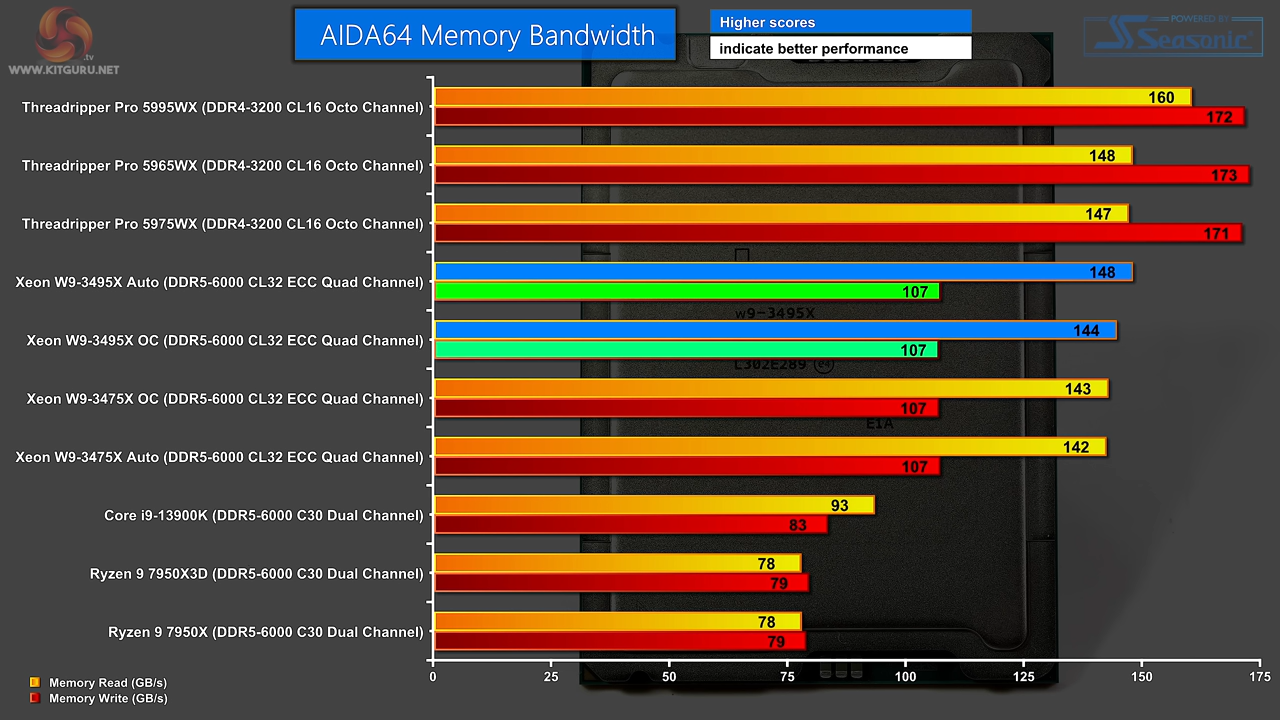 AIDA64 Memory Bandwidth
Higher scores
indicate better performance
POWERED BY
Seasonic
.tv
WWW.KITGURU.NET
Threadripper Pro 5995WX (DDR4-3200 CL16 Octo Channel)
160
172
Threadripper Pro 5965WX (DDR4-3200 CL16 Octo Channel)
148
173
Threadripper Pro 5975WX (DDR4-3200 CL16 Octo Channel)
147
171
Xeon W9-3495X Auto (DDR5-6000 CL32 ECC Quad Channel)
148
107
w9-3495X
Xeon W9-3495X OC (DDR5-6000 CL32 ECC Quad Channel)
144
107
L302E289 e4
Xeon W9-3475X OC (DDR5-6000 CL32 ECC Quad Channel)
143
107
E1A
Xeon W9-3475X Auto (DDR5-6000 CL32 ECC Quad Channel)
142
107
Core i9-13900K (DDR5-6000 C30 Dual Channel)
93
83
Ryzen 9 7950X3D (DDR5-6000 C30 Dual Channel)
78
79
Ryzen 9 7950X (DDR5-6000 C30 Dual Channel)
78
79
0 25 50 75 100 125 150 175
Memory Read (GB/s)
Memory Write (GB/s)